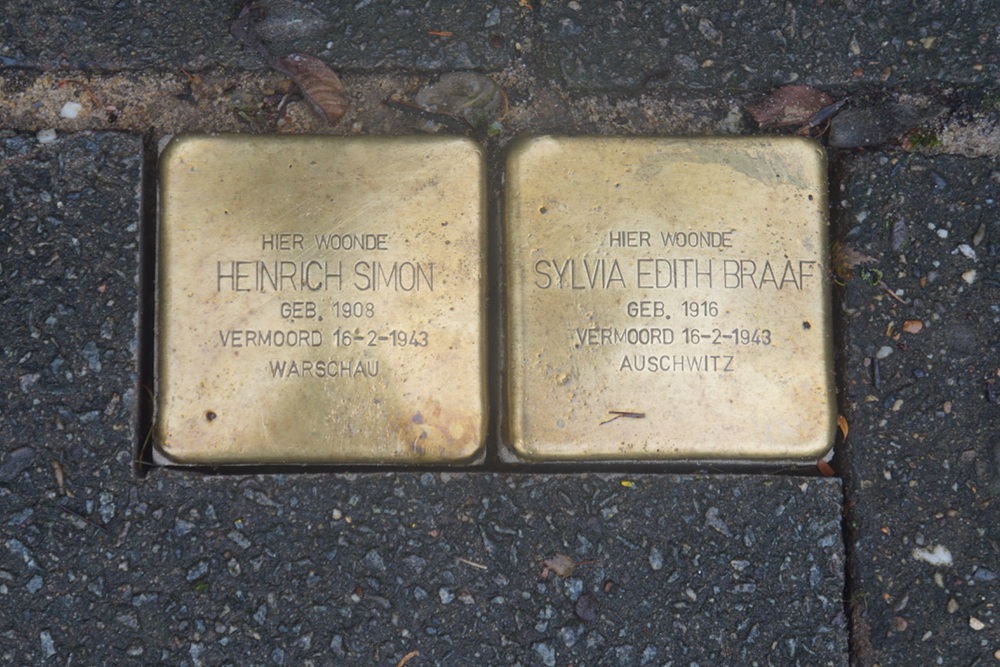 HIER WOONDE
HEINRICH SIMON
GEB. 1908
VERMOORD 16-2-1943
WARSCHAU
HIER WOONDE
SYLVIA EDITH BRAAF
GEB. 1916
VERMOORD 16-2-1943
AUSCHWITZ